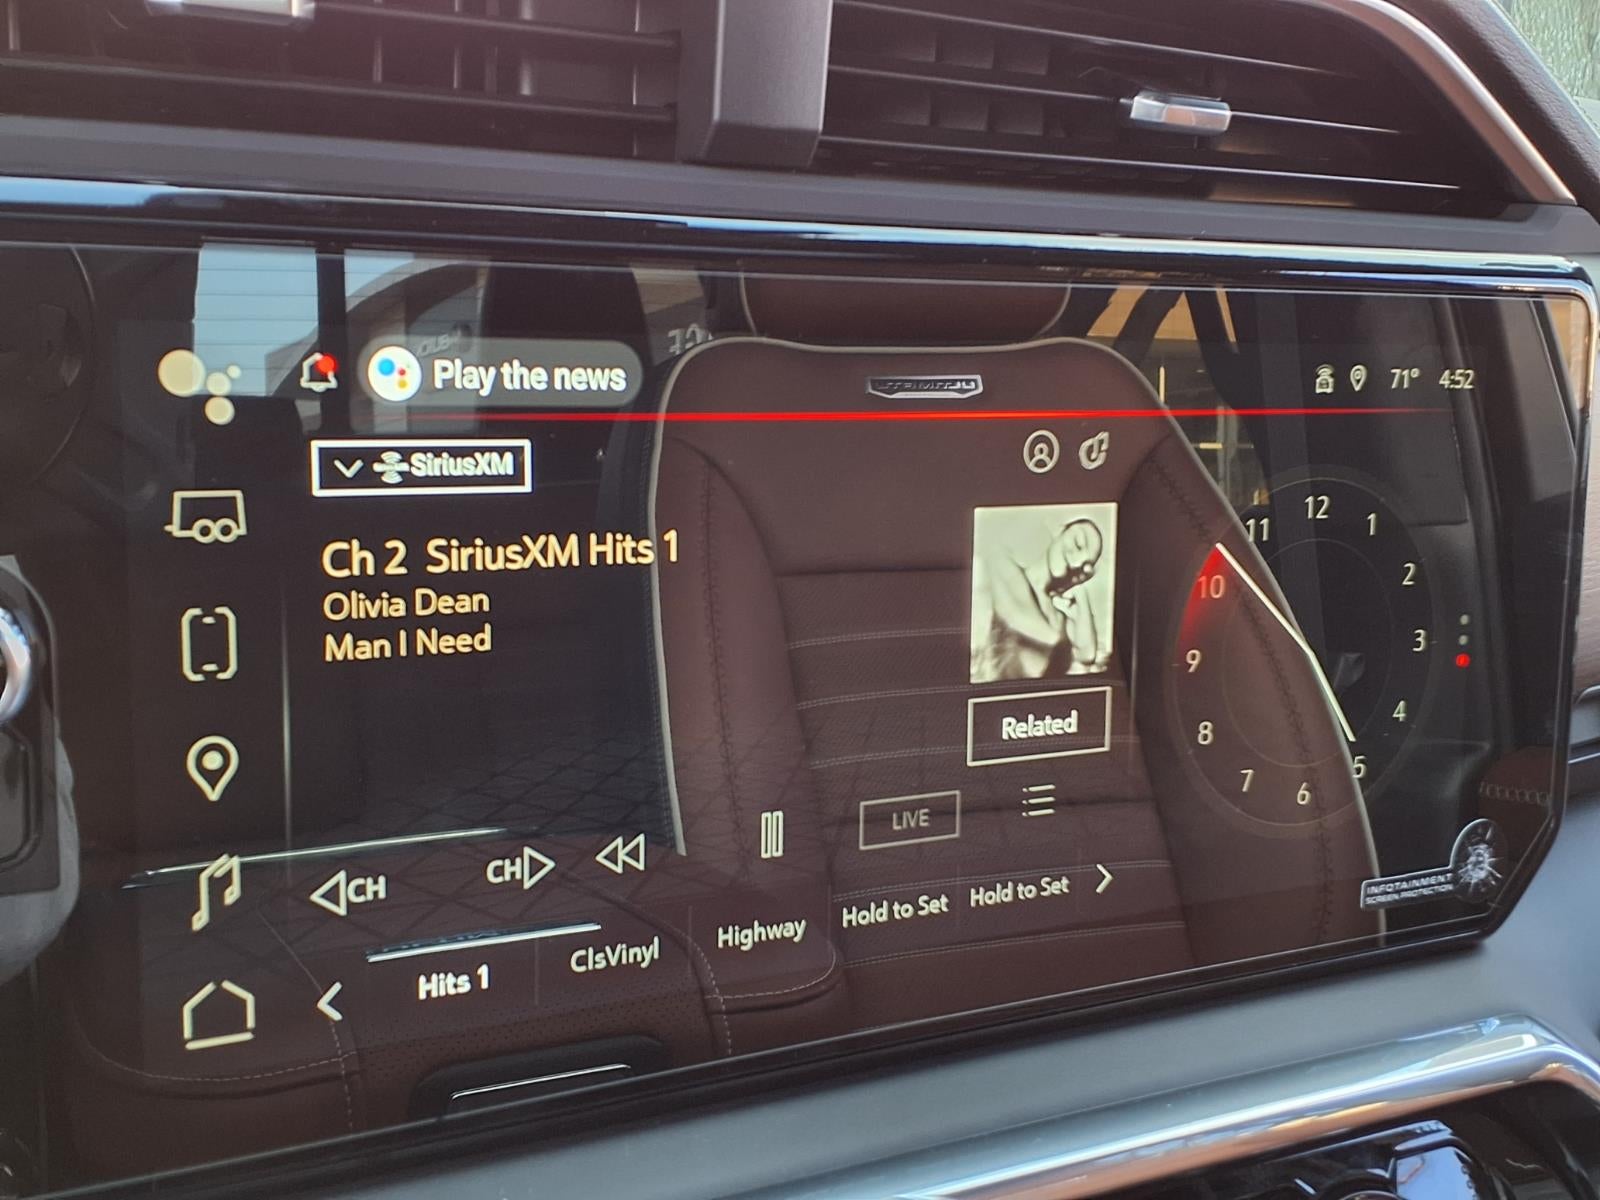 Play the news
71° 4:52
SiriusXM
Ch 2 SiriusXM Hits 1
Olivia Dean
Man I Need
Related
LIVE
CH
CH
Hits 1
ClsVinyl
Highway
Hold to Set
Hold to Set
12
1
2
3
4
5
6
7
8
9
10
11
INFOTAINMENT
SCREEN PROTECTION
ULTIMATE